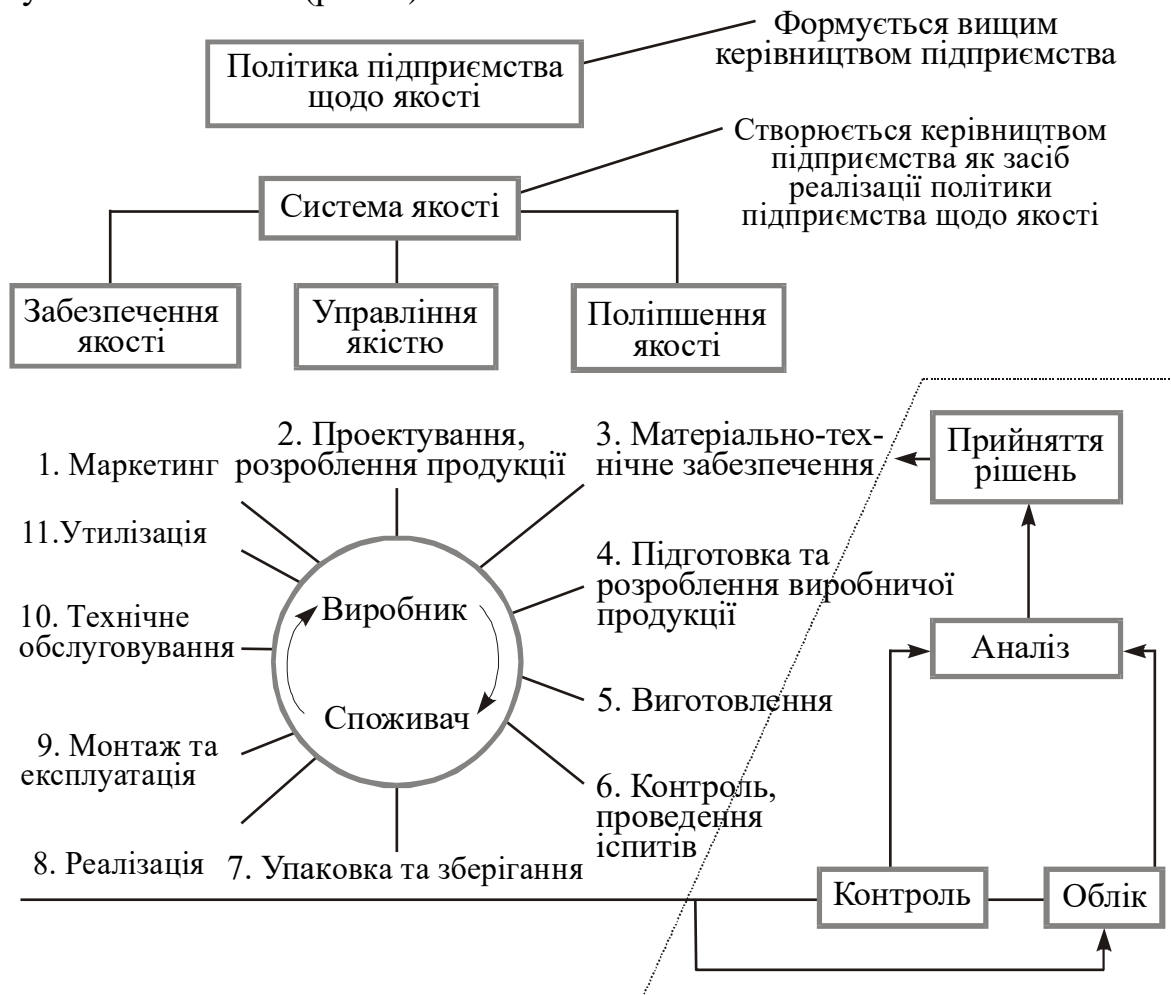 Формується вищим
керівництвом підприємства
Політика підприємства
щодо якості
Створюється керівництвом
підприємства як засіб
реалізації політики
підприємства щодо якості
Система якості
Забезпечення
якості
Управління
якістю
Поліпшення
якості
1. Маркетинг
2. Проектування,
розроблення продукції
3. Матеріально-тех-
нічне забезпечення
Прийняття
рішень
11.Утилізація
4. Підготовка та
розроблення виробничої
продукції
Виробник
10. Технічне
обслуговування
Аналіз
5. Виготовлення
Споживач
9. Монтаж та
експлуатація
6. Контроль,
проведення
іспитів
8. Реалізація
7. Упаковка та зберігання
Контроль
Облік